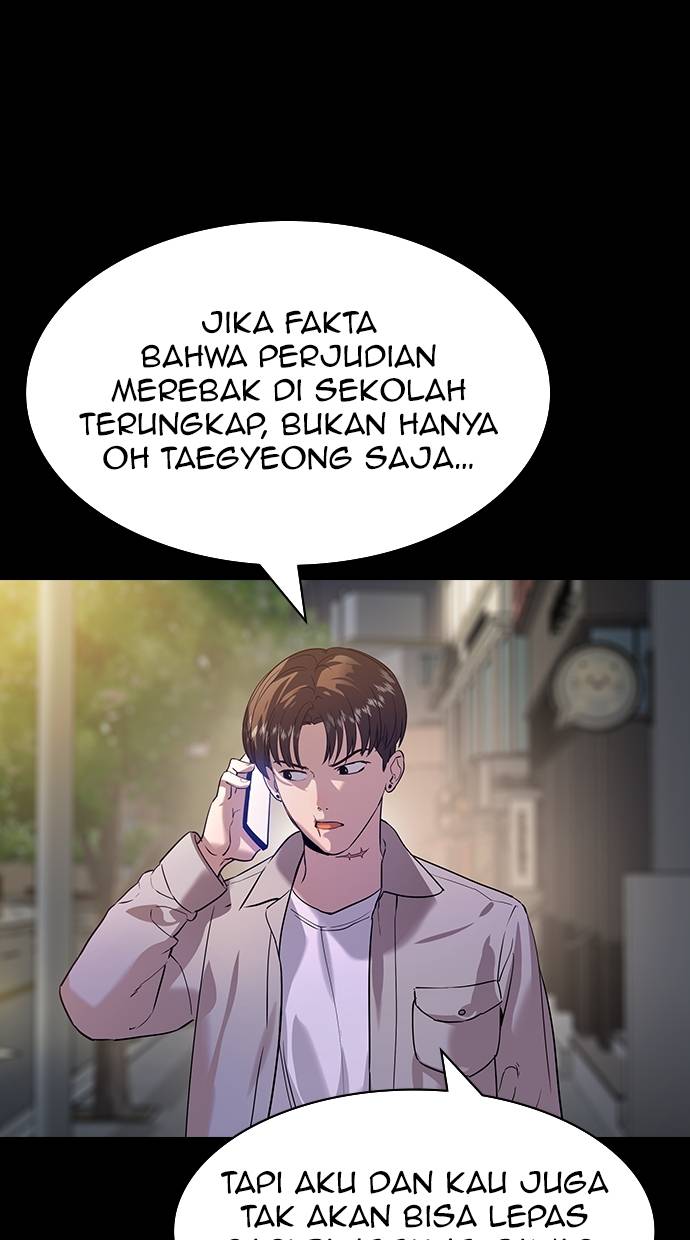 JIKA FAKTA
BAHWA PERJUDIAN
MEREBAK DI SEKOLAH
TERUNGKAP, BUKAN HANYA
OH TAEGYEONG SAJA...
TAPI AKU DAN KAU JUGA
TAK AKAN BISA LEPAS